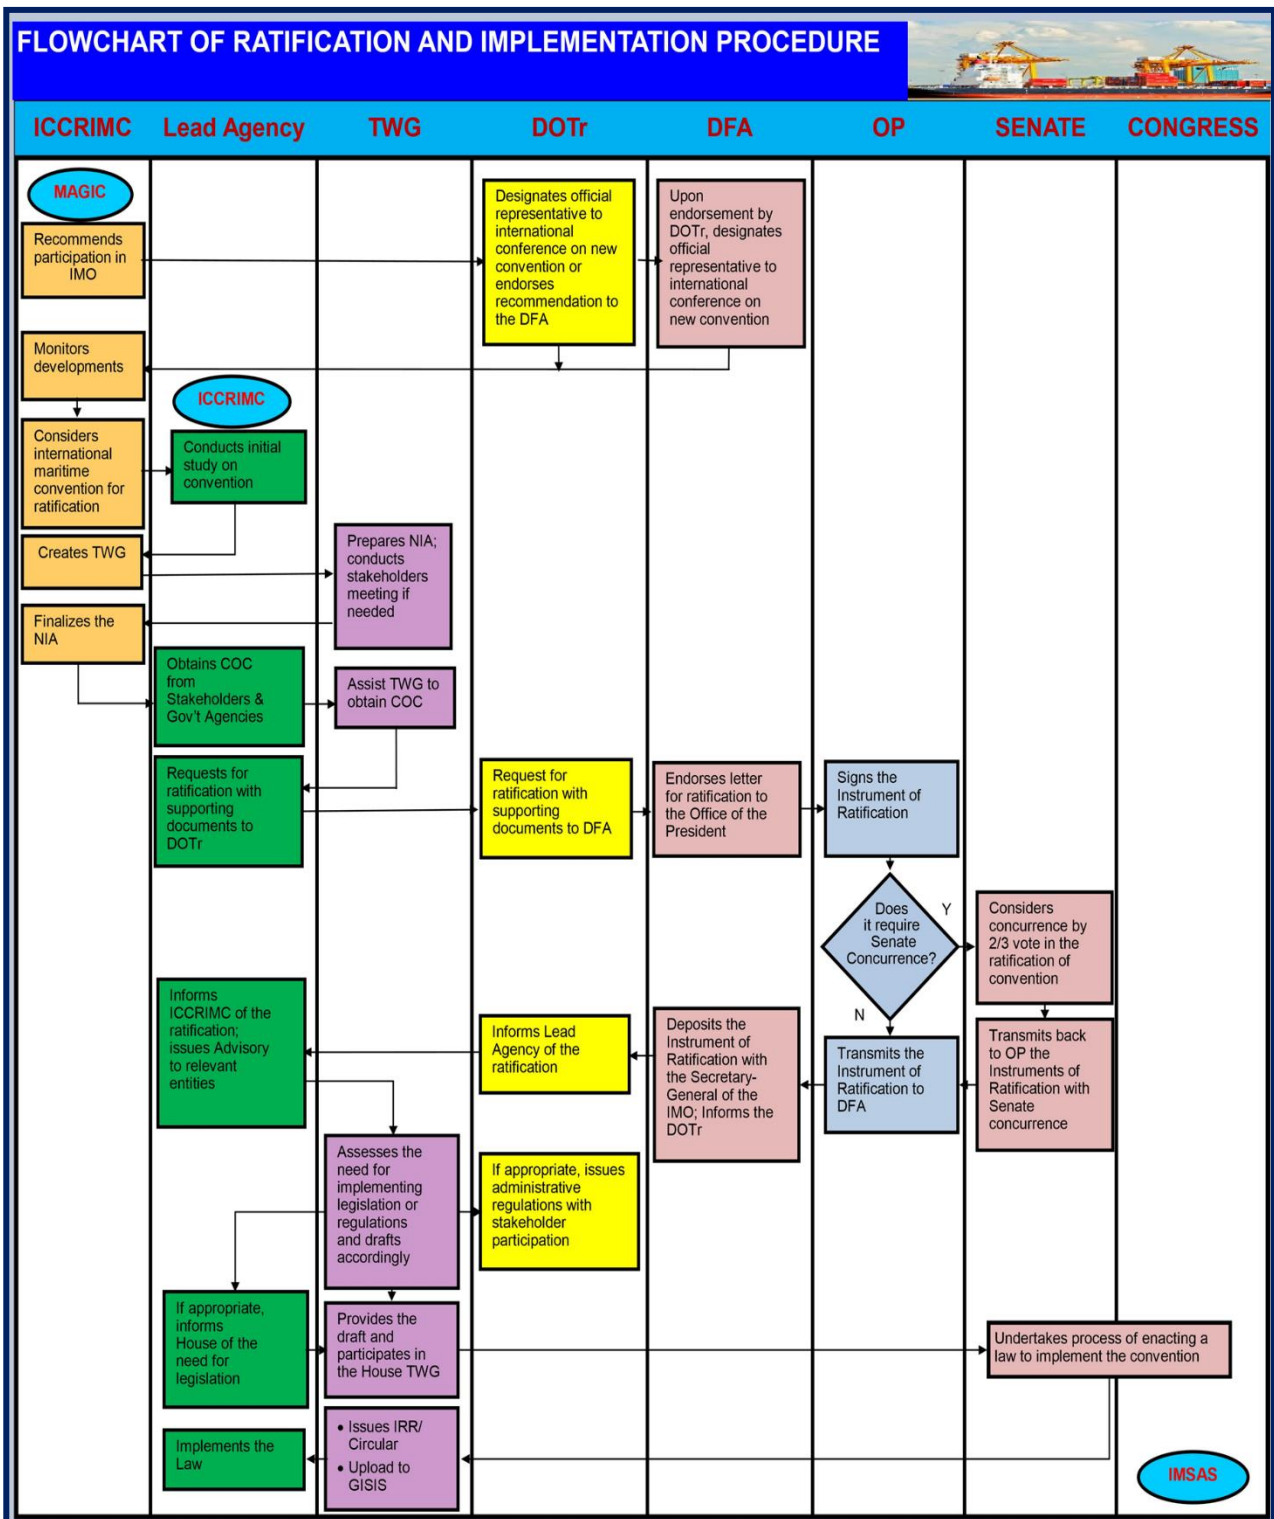 FLOWCHART OF RATIFICATION AND IMPLEMENTATION PROCEDURE
ICCRIMC
Lead Agency
TWG
DOTr
DFA
OP
SENATE
CONGRESS
MAGIC
Recommends
participation in
IMO
Designates official
representative to
international
conference on new
convention or
endorses
recommendation to
the DFA
Upon
endorsement by
DOTr, designates
official
representative to
international
conference on
new convention
Monitors
developments
ICCRIMC
Considers
international
maritime
convention for
ratification
Conducts initial
study on
convention
Creates TWG
Prepares NIA;
conducts
stakeholders
meeting if
needed
Finalizes the
NIA
Obtains COC
from
Stakeholders &
Gov't Agencies
Assist TWG to
obtain COC
Requests for
ratification with
supporting
documents to
DOTr
Request for
ratification with
supporting
documents to DFA
Endorses letter
for ratification to
the Office of the
President
Signs the
Instrument of
Ratification
Does
it require
Senate
Concurrence?
Y
N
Considers
concurrence by
2/3 vote in the
ratification of
convention
Informs
ICCRIMC of the
ratification;
issues Advisory
to relevant
entities
Informs Lead
Agency of the
ratification
Deposits the
Instrument of
Ratification with
the Secretary-
General of the
IMO; Informs the
DOTr
Transmits the
Instrument of
Ratification to
DFA
Transmits back
to OP the
Instruments of
Ratification with
Senate
concurrence
Assesses the
need for
implementing
legislation or
regulations
and drafts
accordingly
If appropriate, issues
administrative
regulations with
stakeholder
participation
If appropriate,
informs
House of the
need for
legislation
Provides the
draft and
participates in
the House TWG
Undertakes process of enacting a
law to implement the convention
Implements the
Law
• Issues IRR/
Circular
• Upload to
GISIS
IMSAS